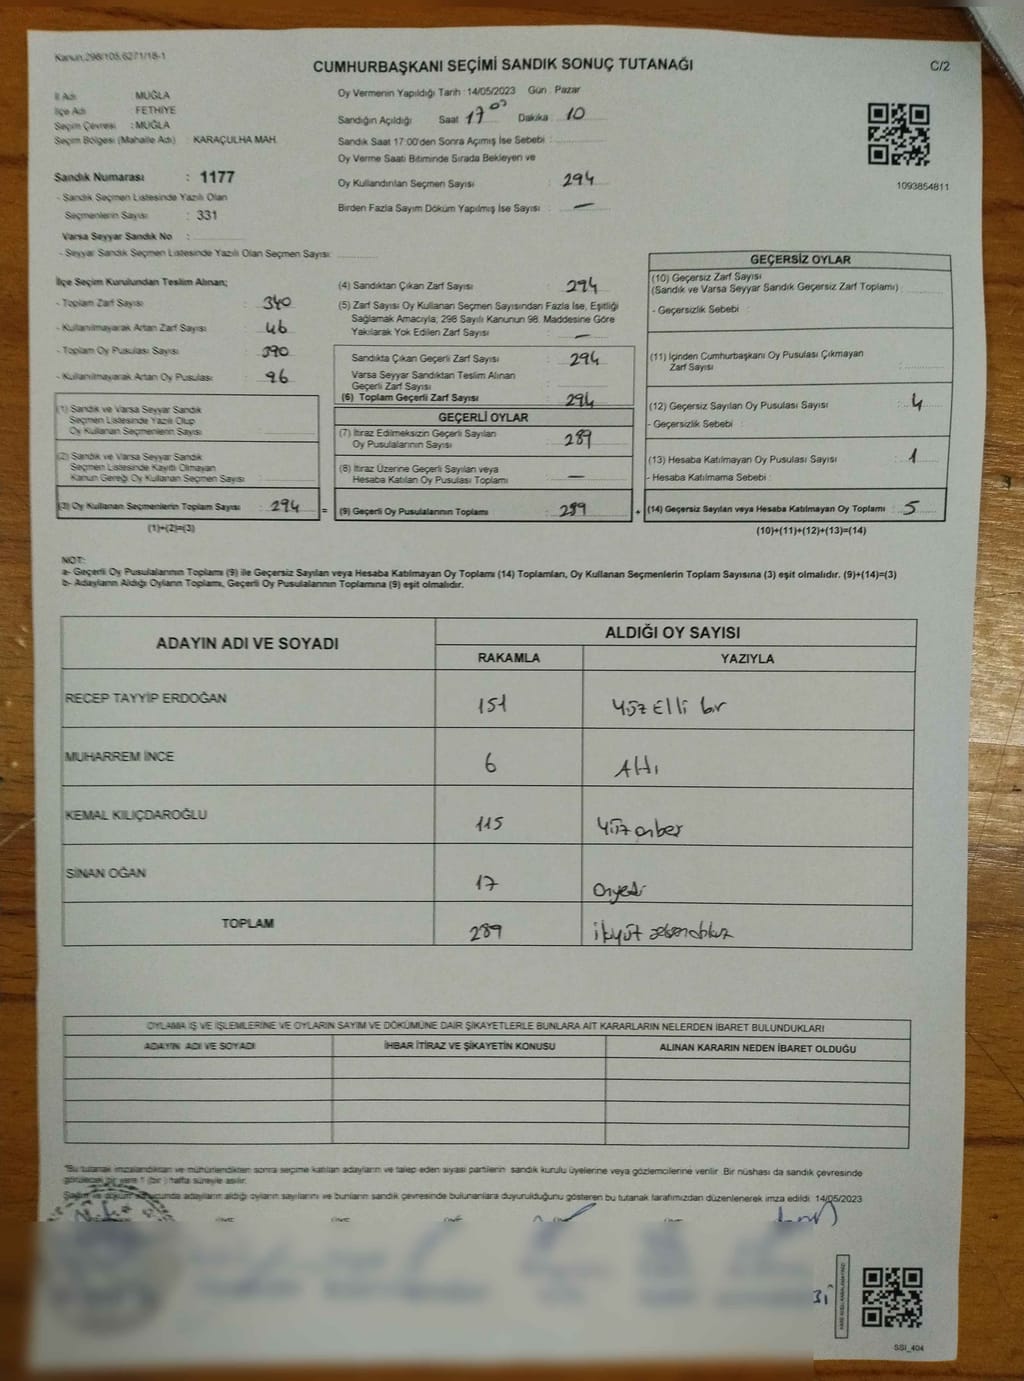 Kanun:298/105,6271/18-1
CUMHURBAŞKANI SEÇİMİ SANDIK SONUÇ TUTANAĞI
C/2
İl Adı : MUĞLA
İlçe Adı : FETHİYE
Seçim Çevresi : MUĞLA
Seçim Bölgesi (Mahalle Adı) : KARAÇULHA MAH.
Sandık Numarası : 1177
- Sandık Seçmen Listesinde Yazılı Olan
Seçmenlerin Sayısı : 331
Varsa Seyyar Sandık No :
- Seyyar Sandık Seçmen Listesinde Yazılı Olan Seçmen Sayısı:
Oy Vermenin Yapıldığı Tarih :14/05/2023 Gün : Pazar
Sandığın Açıldığı Saat 17 00 Dakika : 10
Sandık Saat 17:00'den Sonra Açımış İse Sebebi :
Oy Verme Saati Bitiminde Sırada Bekleyen ve
Oy Kullandırılan Seçmen Sayısı : 294
Birden Fazla Sayım Döküm Yapılmış İse Sayısı : —
1093854811
İlçe Seçim Kurulundan Teslim Alınan;
- Toplam Zarf Sayısı : 340
- Kullanılmayarak Artan Zarf Sayısı : 46
- Toplam Oy Pusulası Sayısı : 390
- Kullanılmayarak Artan Oy Pusulası : 96
(1) Sandık ve Varsa Seyyar Sandık
Seçmen Listesinde Yazılı Olup
Oy Kullanan Seçmenlerin Sayısı
(2) Sandık ve Varsa Seyyar Sandık
Seçmen Listesinde Kayıtlı Olmayan
Kanun Gereği Oy Kullanan Seçmen Sayısı :
(3) Oy Kullanan Seçmenlerin Toplam Sayısı : 294 =
(1)+(2)=(3)
(4) Sandıktan Çıkan Zarf Sayısı : 294
(5) Zarf Sayısı Oy Kullanan Seçmen Sayısından Fazla İse, Eşitliği
Sağlamak Amacıyla, 298 Sayılı Kanunun 98. Maddesine Göre
Yakılarak Yok Edilen Zarf Sayısı : —
Sandıkta Çıkan Geçerli Zarf Sayısı : 294
Varsa Seyyar Sandıktan Teslim Alınan
Geçerli Zarf Sayısı :
(6) Toplam Geçerli Zarf Sayısı : 294
GEÇERLİ OYLAR
(7) İtiraz Edilmeksizin Geçerli Sayılan
Oy Pusulalarının Sayısı : 289
(8) İtiraz Üzerine Geçerli Sayılan veya
Hesaba Katılan Oy Pusulası Toplamı : —
(9) Geçerli Oy Pusulalarının Toplamı : 289 +
GEÇERSİZ OYLAR
(10) Geçersiz Zarf Sayısı
(Sandık ve Varsa Seyyar Sandık Geçersiz Zarf Toplamı) :
- Geçersizlik Sebebi :
(11) İçinden Cumhurbaşkanı Oy Pusulası Çıkmayan
Zarf Sayısı :
(12) Geçersiz Sayılan Oy Pusulası Sayısı : 4
- Geçersizlik Sebebi :
(13) Hesaba Katılmayan Oy Pusulası Sayısı : 1
- Hesaba Katılmama Sebebi :
(14) Geçersiz Sayılan veya Hesaba Katılmayan Oy Toplamı : 5
(10)+(11)+(12)+(13)=(14)
NOT:
a- Geçerli Oy Pusulalarının Toplamı (9) ile Geçersiz Sayılan veya Hesaba Katılmayan Oy Toplamı (14) Toplamları, Oy Kullanan Seçmenlerin Toplam Sayısına (3) eşit olmalıdır. (9)+(14)=(3)
b- Adayların Aldığı Oyların Toplamı, Geçerli Oy Pusulalarının Toplamına (9) eşit olmalıdır.
ADAYIN ADI VE SOYADI ALDIĞI OY SAYISI
RAKAMLA YAZIYLA
RECEP TAYYİP ERDOĞAN 151 Yüz Elli bir
MUHARREM İNCE 6 Altı
KEMAL KILIÇDAROĞLU 115 Yüz onbeş
SİNAN OĞAN 17 Onyedi
TOPLAM 289 ikiyüz seksendokuz
OYLAMA İŞ VE İŞLEMLERİNE VE OYLARIN SAYIM VE DÖKÜMÜNE DAİR ŞİKAYETLERLE BUNLARA AİT KARARLARIN NELERDEN İBARET BULUNDUKLARI
ADAYIN ADI VE SOYADI İHBAR İTİRAZ VE ŞİKAYETİN KONUSU ALINAN KARARIN NEDEN İBARET OLDUĞU
"Bu tutanak imzalandıktan ve mühürlendikten sonra seçime katılan adayların ve talep eden siyasi partilerin sandık kurulu üyelerine veya gözlemcilerine verilir. Bir nüshası da sandık çevresinde
görülecek bir yere 1 (bir) hafta süreyle asılır.
Sayım ve döküm sonucunda adayların aldığı oyların sayılarını ve bunların sandık çevresinde bulunanlara duyurulduğunu gösteren bu tutanak tarafımızdan düzenlenerek imza edildi. 14/05/2023
SSI_404